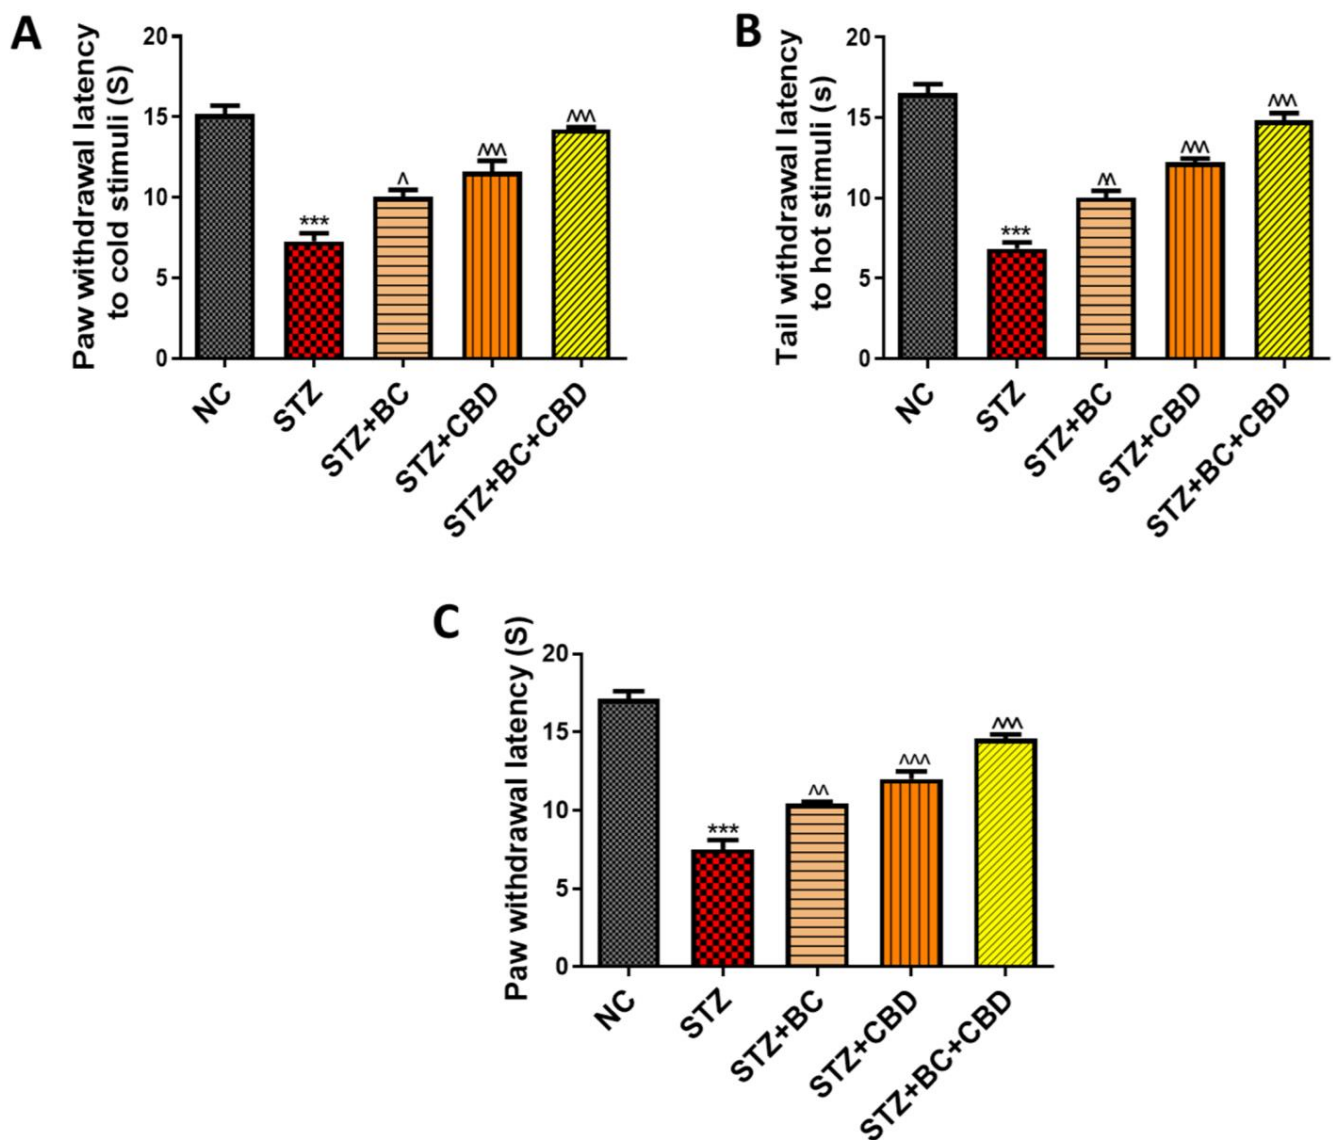 A
Paw withdrawal latency
to cold stimuli (S)
20
15
10
5
0
***
^
^^^
^^^
NC
STZ
STZ+BC
STZ+CBD
STZ+BC+CBD
B
Tail withdrawal latency
to hot stimuli (s)
20
15
10
5
0
***
^^
^^^
^^^
NC
STZ
STZ+BC
STZ+CBD
STZ+BC+CBD
C
Paw withdrawal latency (S)
20
15
10
5
0
***
^^
^^^
^^^
NC
STZ
STZ+BC
STZ+CBD
STZ+BC+CBD